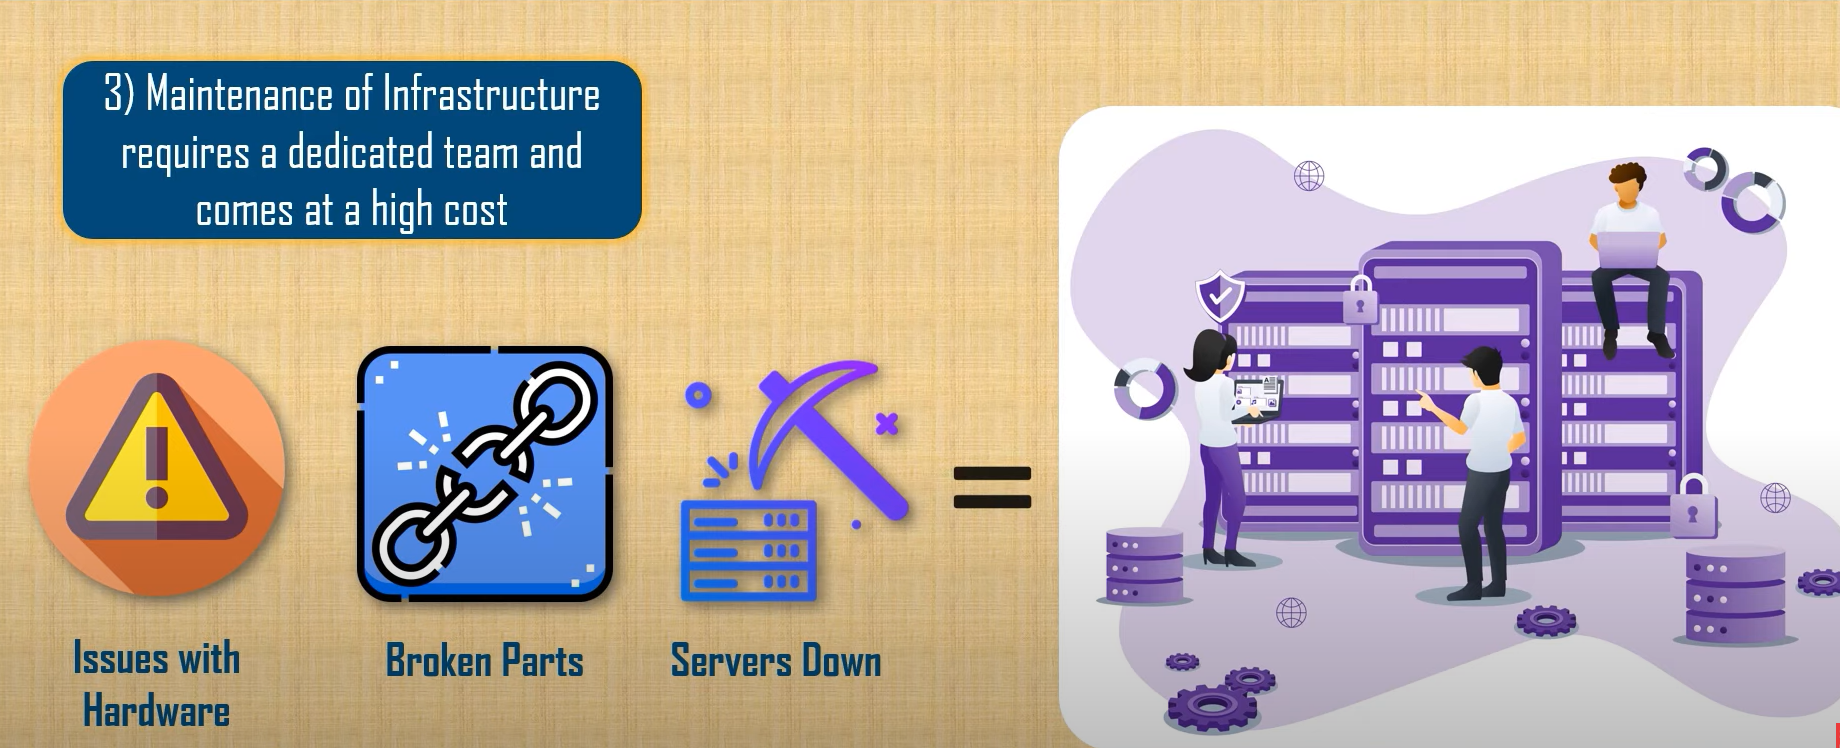 3) Maintenance of Infrastructure
requires a dedicated team and
comes at a high cost
Issues with
Hardware
Broken Parts
Servers Down